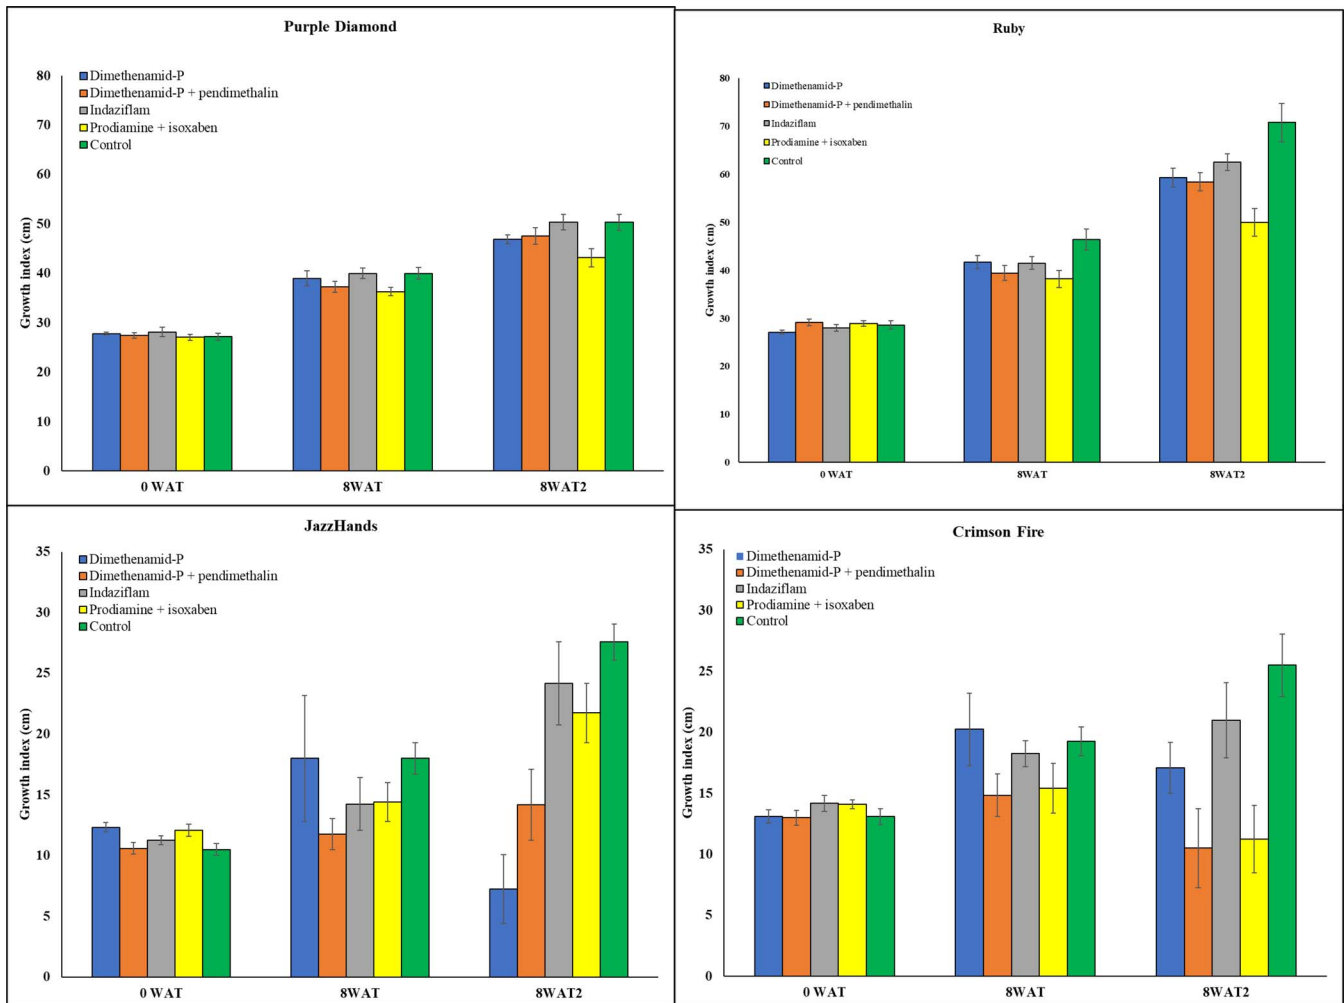 Purple Diamond
Dimethenamid-P
Dimethenamid-P + pendimethalin
Indaziflam
Prodiamine + isoxaben
Control
Growth index (cm)
80
70
60
50
40
30
20
10
0
0 WAT
8WAT
8WAT2
Ruby
Dimethenamid-P
Dimethenamid-P + pendimethalin
Indaziflam
Prodiamine + isoxaben
Control
Growth index (cm)
80
70
60
50
40
30
20
10
0
0 WAT
8WAT
8WAT2
JazzHands
Dimethenamid-P
Dimethenamid-P + pendimethalin
Indaziflam
Prodiamine + isoxaben
Control
Growth index (cm)
35
30
25
20
15
10
5
0
0 WAT
8WAT
8WAT2
Crimson Fire
Dimethenamid-P
Dimethenamid-P + pendimethalin
Indaziflam
Prodiamine + isoxaben
Control
Growth index (cm)
35
30
25
20
15
10
5
0
0 WAT
8WAT
8WAT2